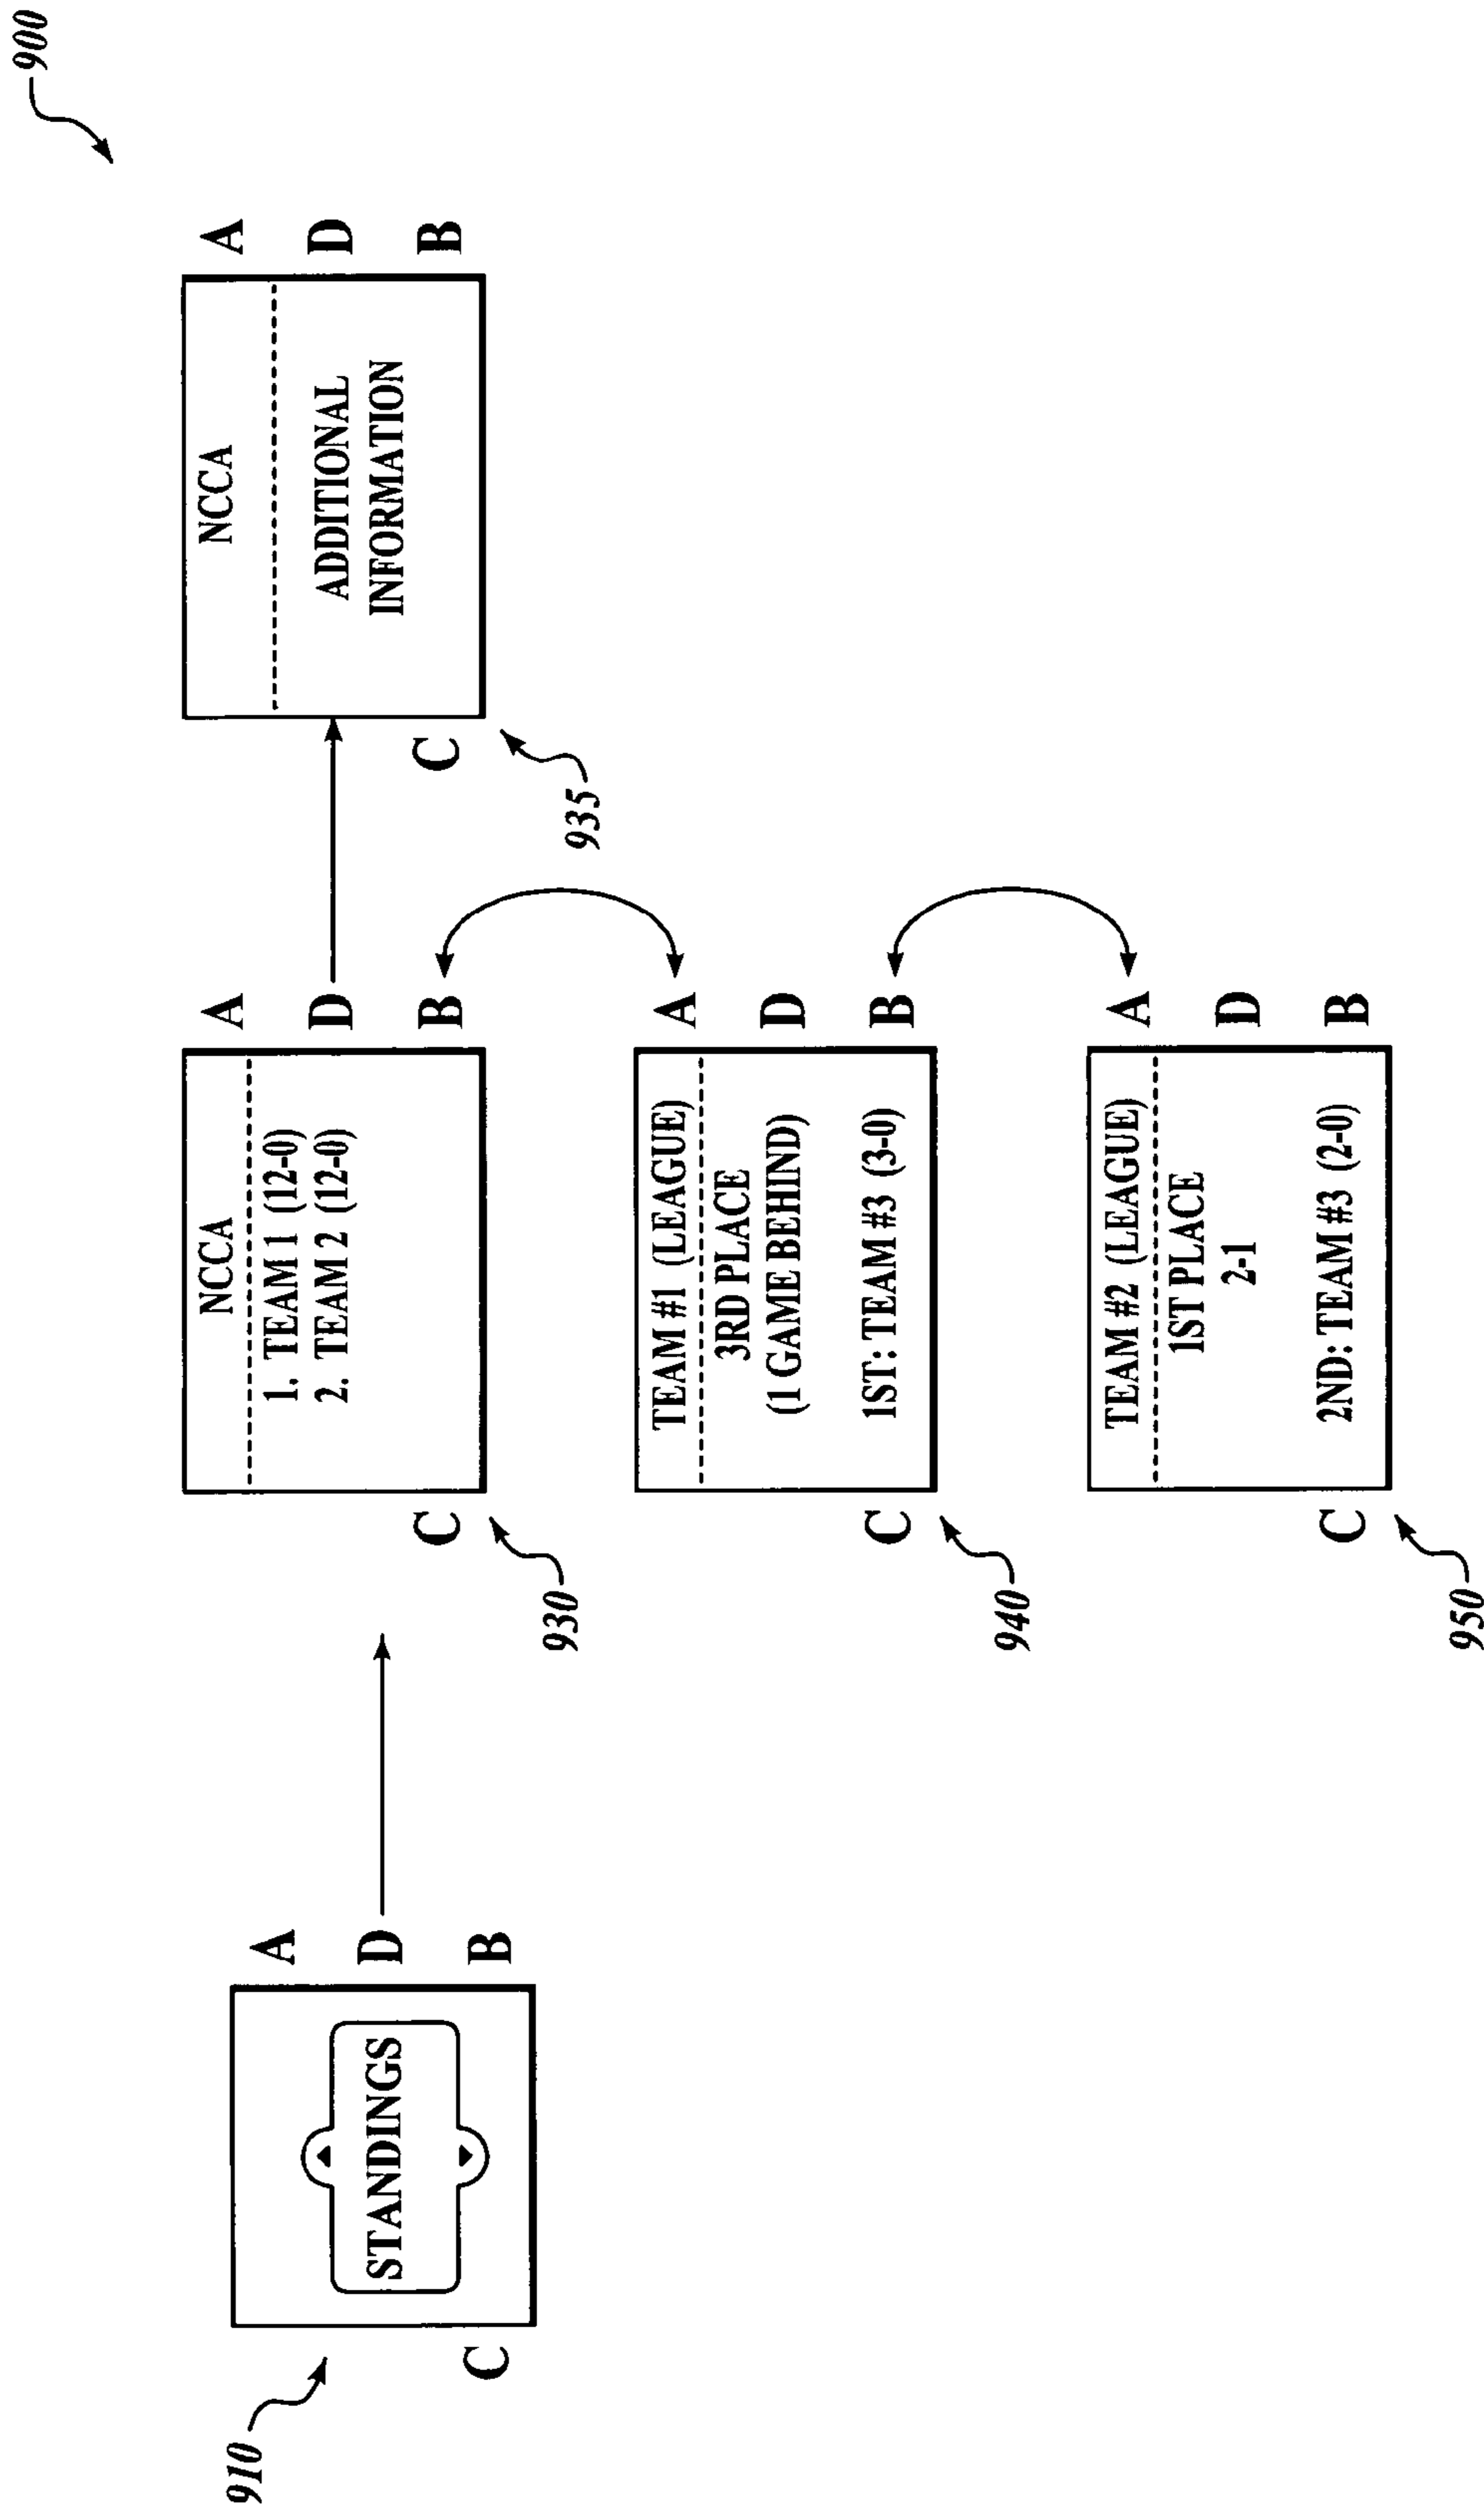 900
STANDINGS
A
D
B
C
910
NCCA
1. TEAM 1 (12-0)
2. TEAM 2 (12-0)
A
D
B
C
930
NCCA
ADDITIONAL
INFORMATION
A
D
B
C
935
TEAM #1 (LEAGUE)
3RD PLACE
(1 GAME BEHIND)
1ST: TEAM #3 (3-0)
A
D
B
C
940
TEAM #2 (LEAGUE)
1ST PLACE
2-1
2ND: TEAM #3 (2-0)
A
D
B
C
950